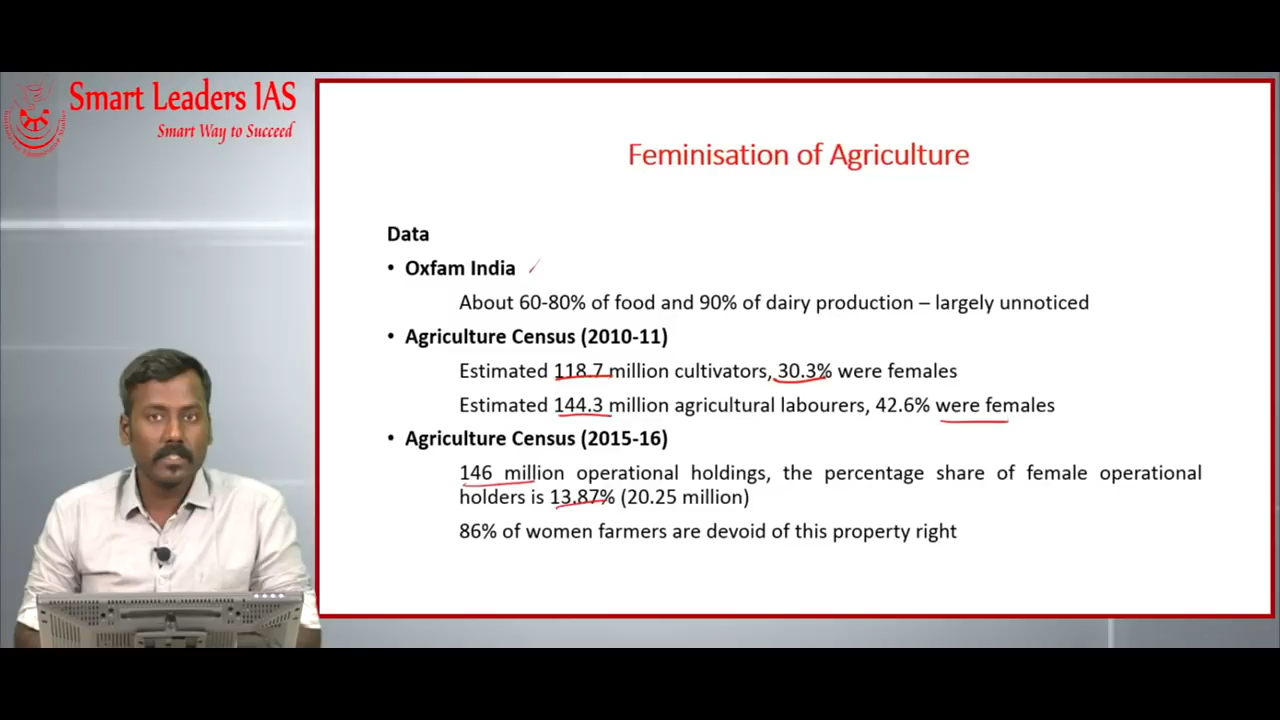 Smart Leaders IAS
Smart Way to Succeed
Feminisation of Agriculture
Data
• Oxfam India
About 60-80% of food and 90% of dairy production – largely unnoticed
• Agriculture Census (2010-11)
Estimated 118.7 million cultivators, 30.3% were females
Estimated 144.3 million agricultural labourers, 42.6% were females
• Agriculture Census (2015-16)
146 million operational holdings, the percentage share of female operational
holders is 13.87% (20.25 million)
86% of women farmers are devoid of this property right